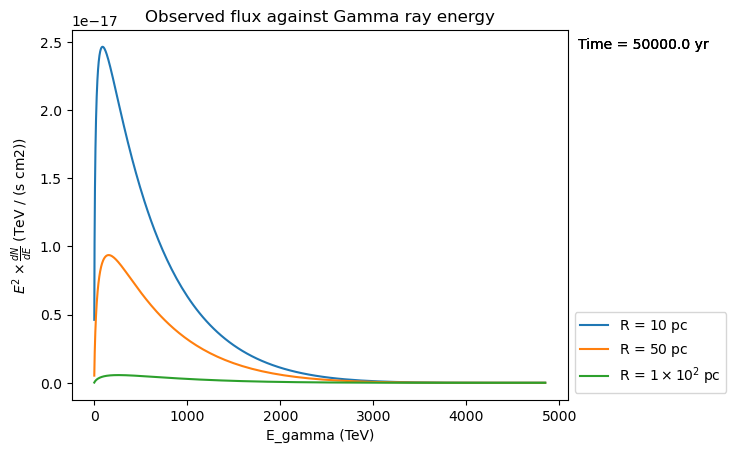 Observed flux against Gamma ray energy
1e−17
Time = 50000.0 yr
2.5
2.0
1.5
1.0
0.5
0.0
E² × dN/dE (TeV / (s cm2))
0 1000 2000 3000 4000 5000
E_gamma (TeV)
R = 10 pc
R = 50 pc
R = 1 × 10² pc